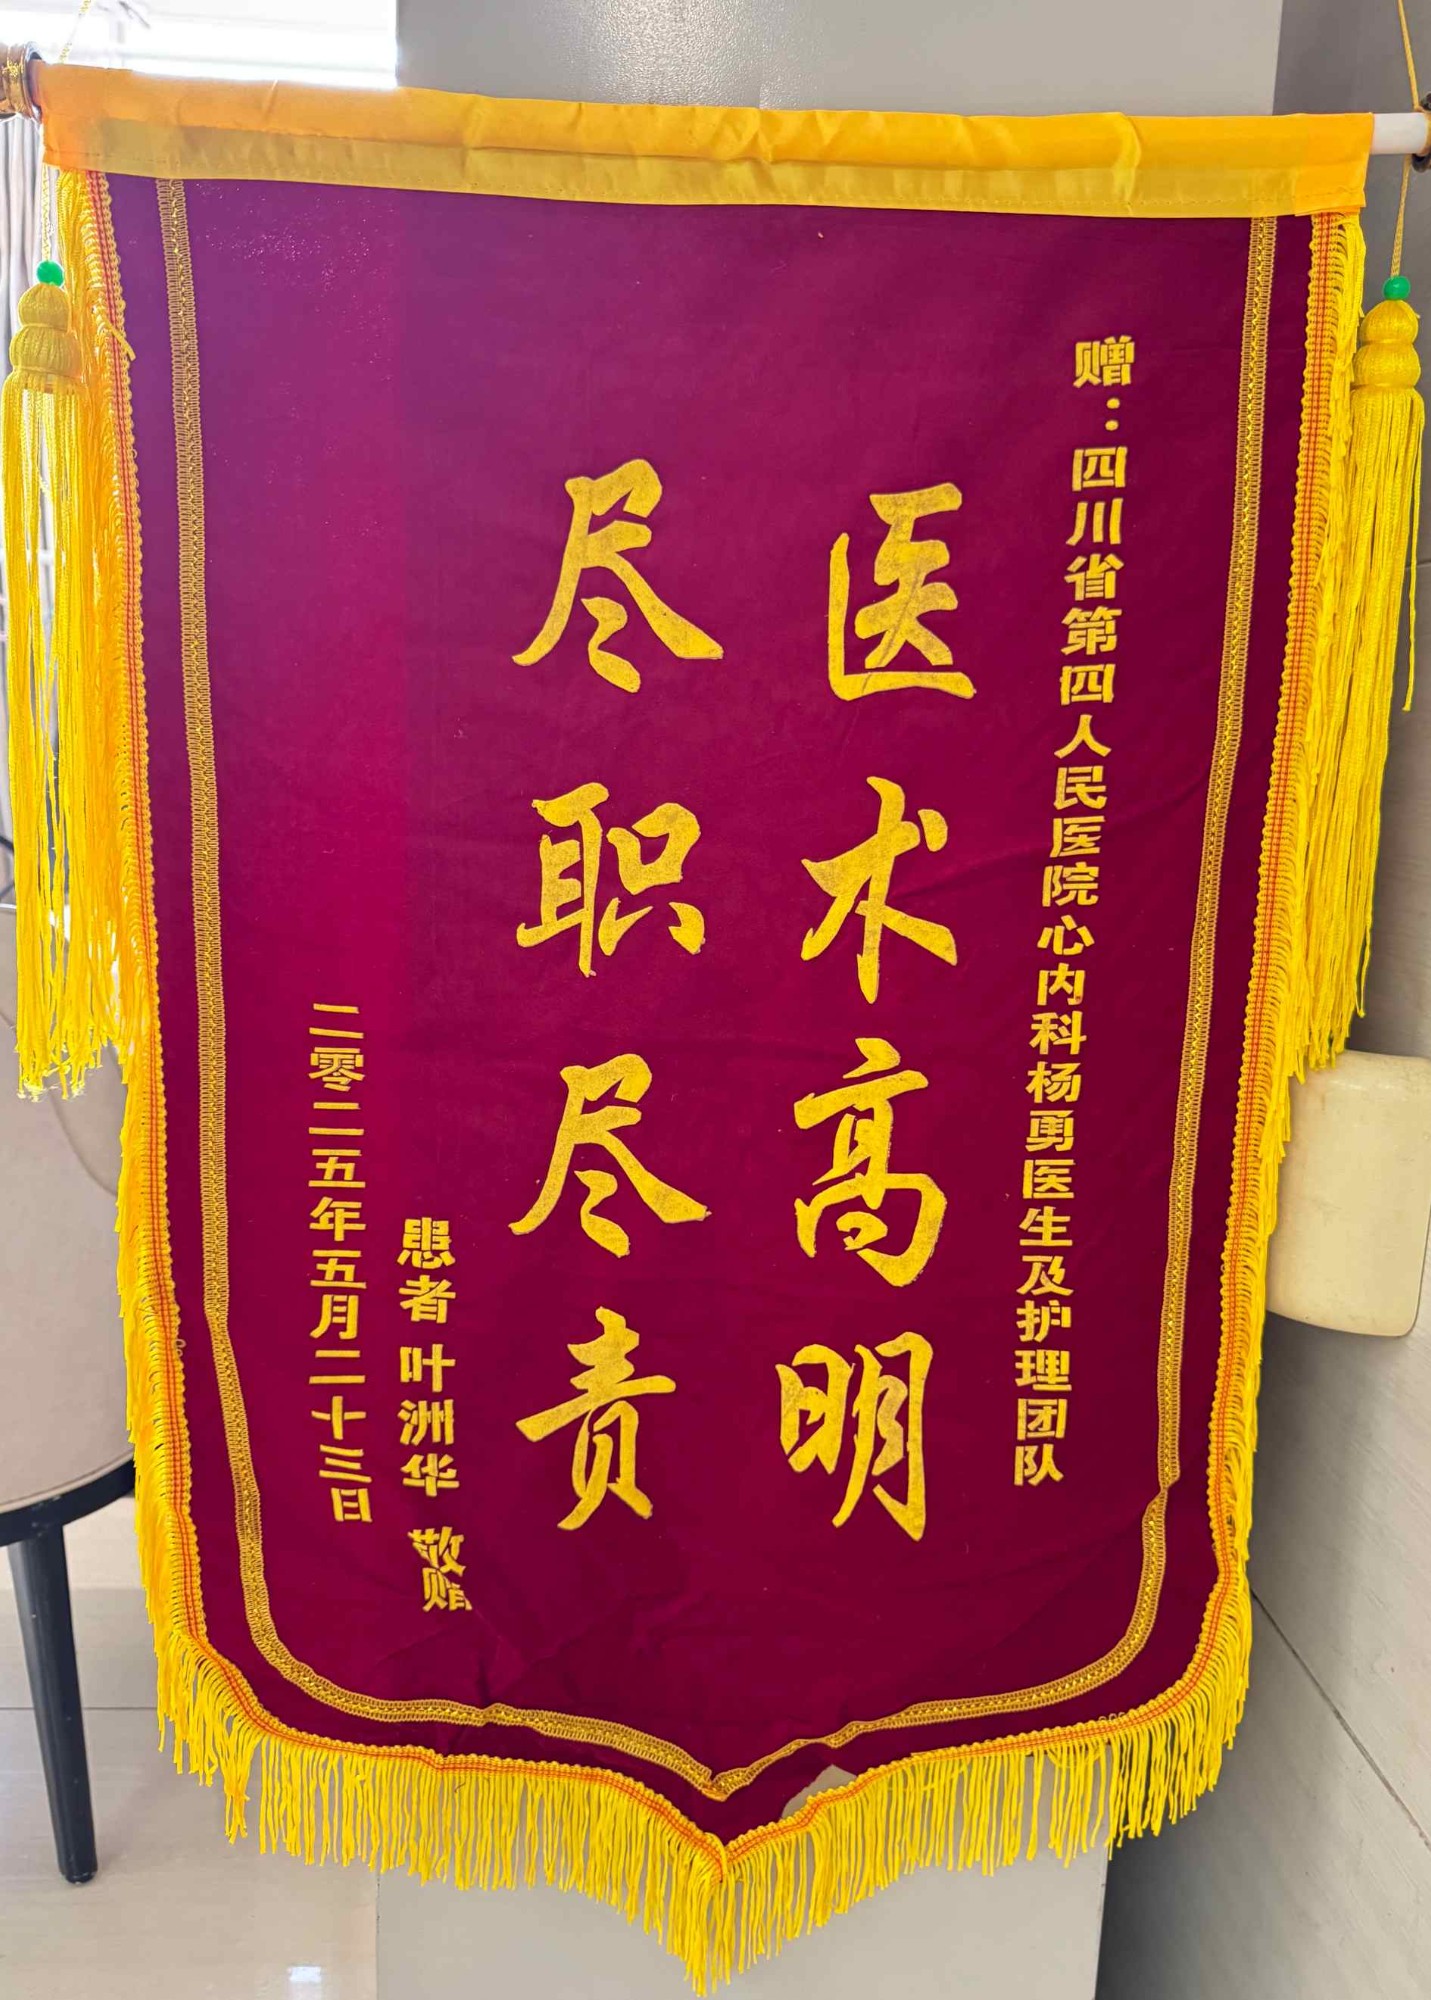 赠：四川省第四人民医院心内科杨勇医生及护理团队
医术高明
尽职尽责
患者 叶洲华 敬赠
二零二五年五月二十三日